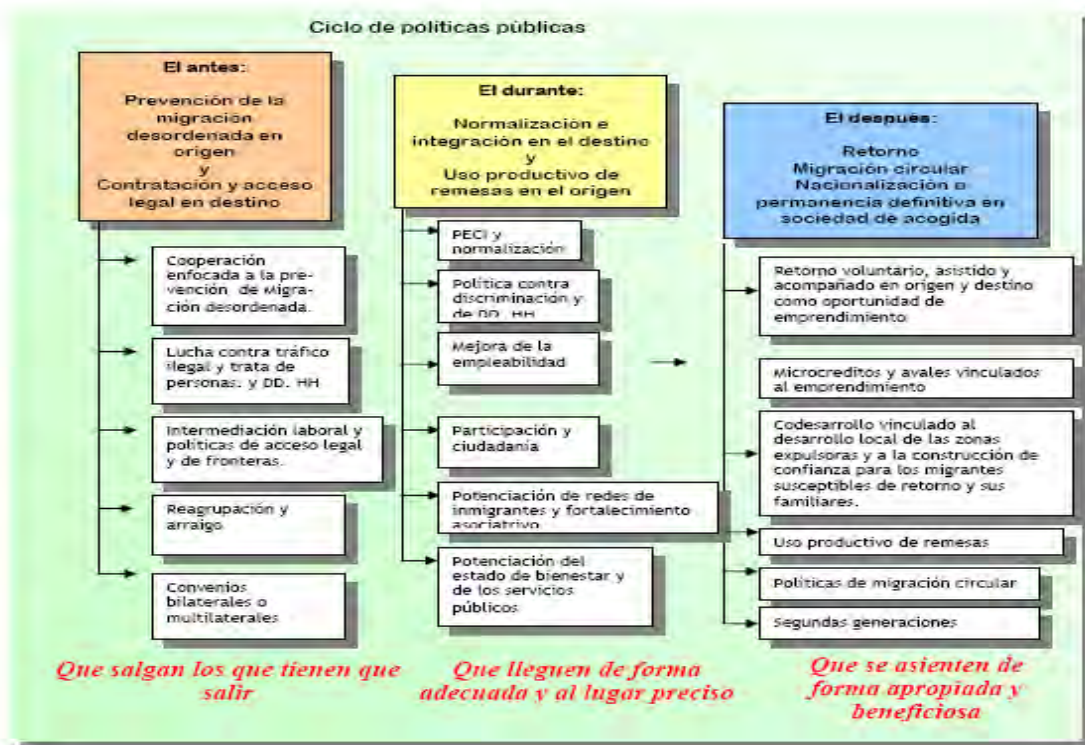 Ciclo de políticas públicas
El antes:
Prevención de la
migración
desordenada en
origen
y
Contratación y acceso
legal en destino
Cooperación
enfocada a la pre-
vención de Migra-
ción desordenada.
Lucha contra tráfico
ilegal y trata de
personas. y DD. HH
Intermediación laboral y
políticas de acceso legal
y de fronteras.
Reagrupación y
arraigo
Convenios
bilaterales o
multilaterales
Que salgan los que tienen que
salir
El durante:
Normalización e
integración en el destino
y
Uso productivo de
remesas en el origen
PECI y
normalización
Política contra
discriminación y
de DD. HH
Mejora de la
empleabilidad
Participación y
ciudadanía
Potenciación de redes de
inmigrantes y fortalecimiento
asociatrivo
Potenciación del
estado de bienestar y
de los servicios
públicos
Que lleguen de forma
adecuada y al lugar preciso
El después:
Retorno
Migración circular
Nacionalización o
permanencia definitiva en
sociedad de acogida
Retorno voluntário, asistido y
acompañado en origen y destino
como oportunidad de
emprendimiento
Microcreditos y avales vinculados
al emprendimiento
Codesarrollo vinculado al
desarrollo local de las zonas
expulsoras y a la construcción de
confianza para los migrantes
susceptibles de retorno y sus
familiares.
Uso productivo de remesas
Políticas de migración circular
Segundas generaciones
Que se asienten de
forma apropiada y
beneficiosa